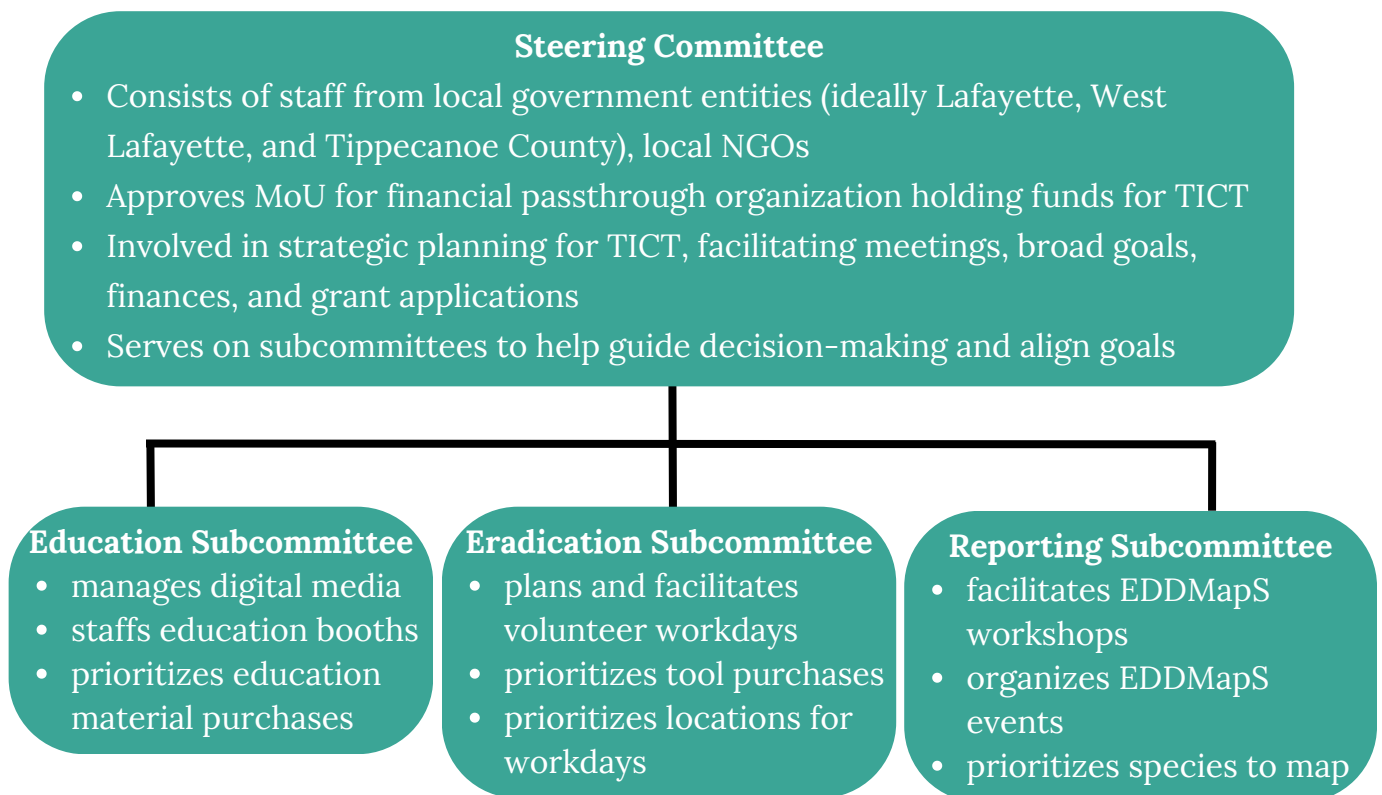 Steering Committee
• Consists of staff from local government entities (ideally Lafayette, West
Lafayette, and Tippecanoe County), local NGOs
• Approves MoU for financial passthrough organization holding funds for TICT
• Involved in strategic planning for TICT, facilitating meetings, broad goals,
finances, and grant applications
• Serves on subcommittees to help guide decision-making and align goals
Education Subcommittee
• manages digital media
• staffs education booths
• prioritizes education
material purchases
Eradication Subcommittee
• plans and facilitates
volunteer workdays
• prioritizes tool purchases
• prioritizes locations for
workdays
Reporting Subcommittee
• facilitates EDDMapS
workshops
• organizes EDDMapS
events
• prioritizes species to map